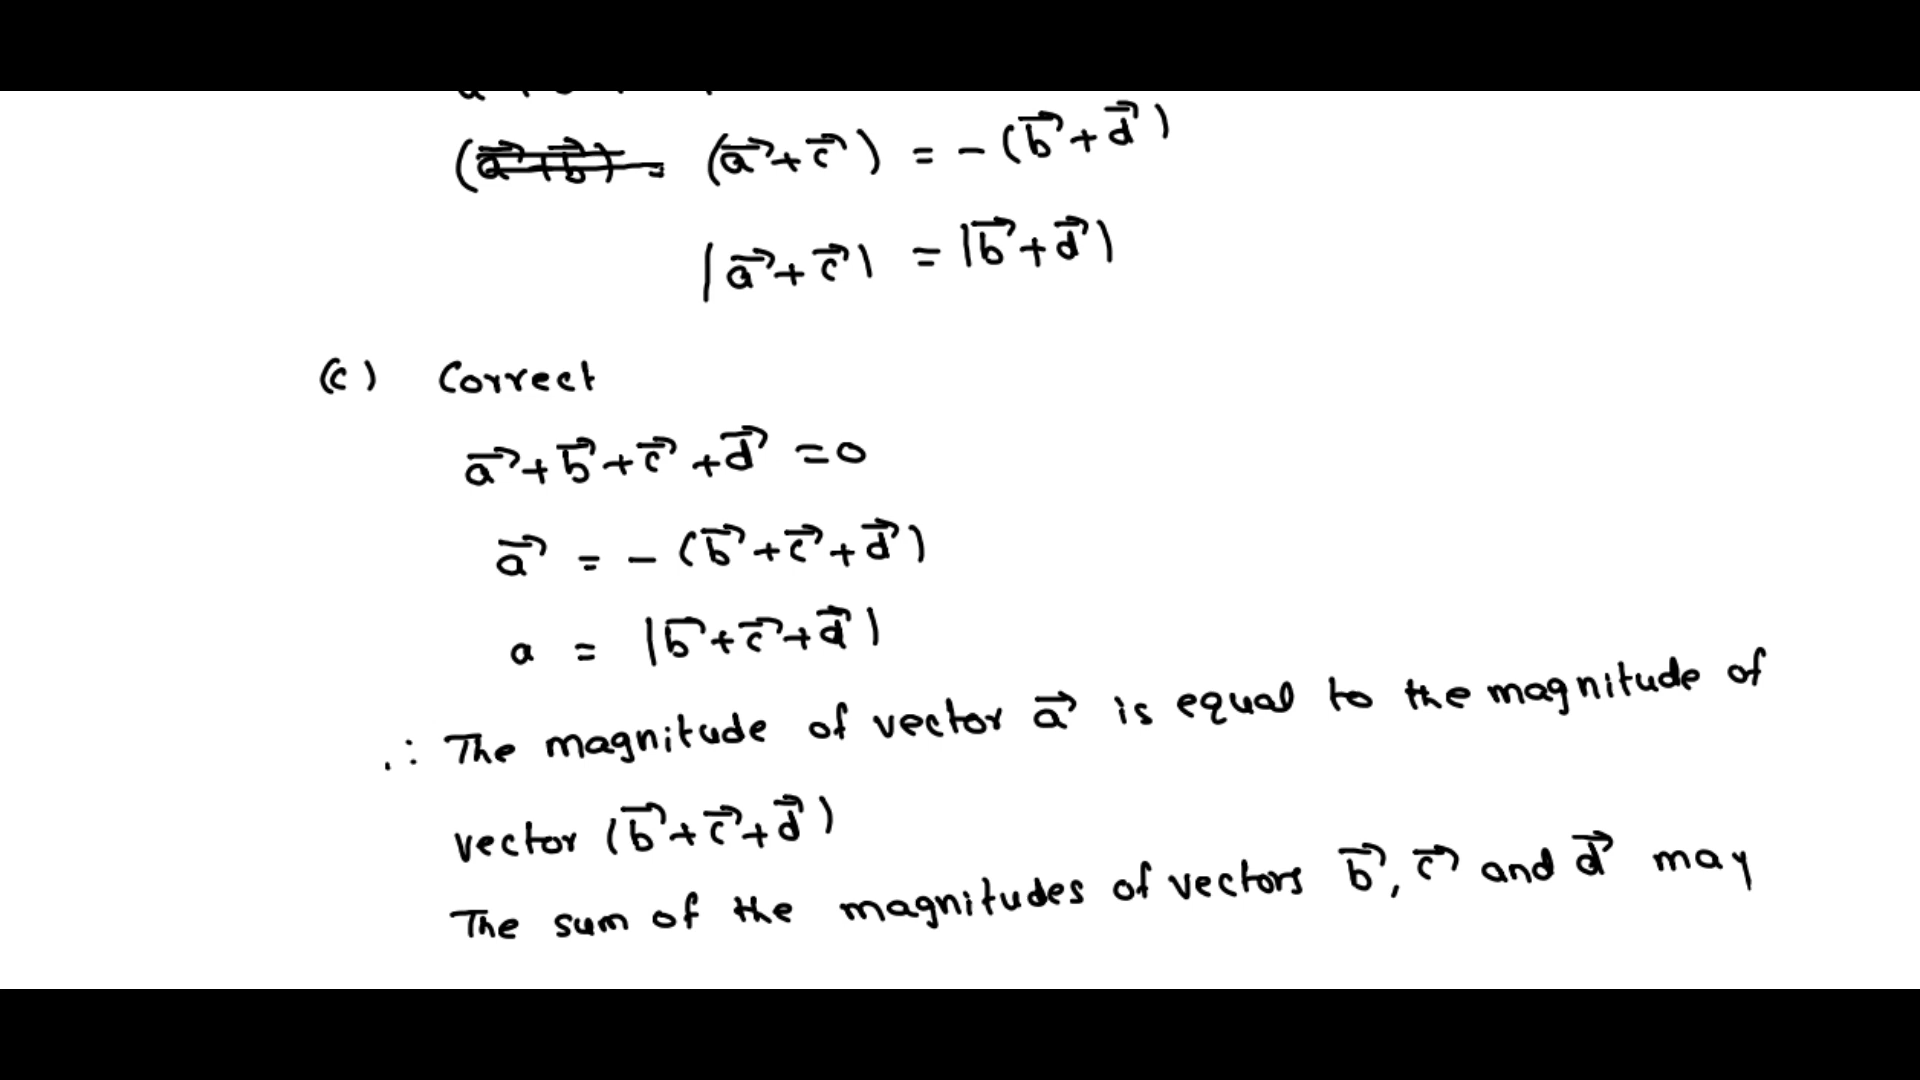 (a⃗ + c⃗) = -(b⃗ + d⃗)
|a⃗ + c⃗| = |b⃗ + d⃗|
(c) Correct
a⃗ + b⃗ + c⃗ + d⃗ = 0
a⃗ = -(b⃗ + c⃗ + d⃗)
a = |b⃗ + c⃗ + d⃗|
∴ The magnitude of vector a⃗ is equal to the magnitude of
vector (b⃗ + c⃗ + d⃗)
The sum of the magnitudes of vectors b⃗, c⃗ and d⃗ may